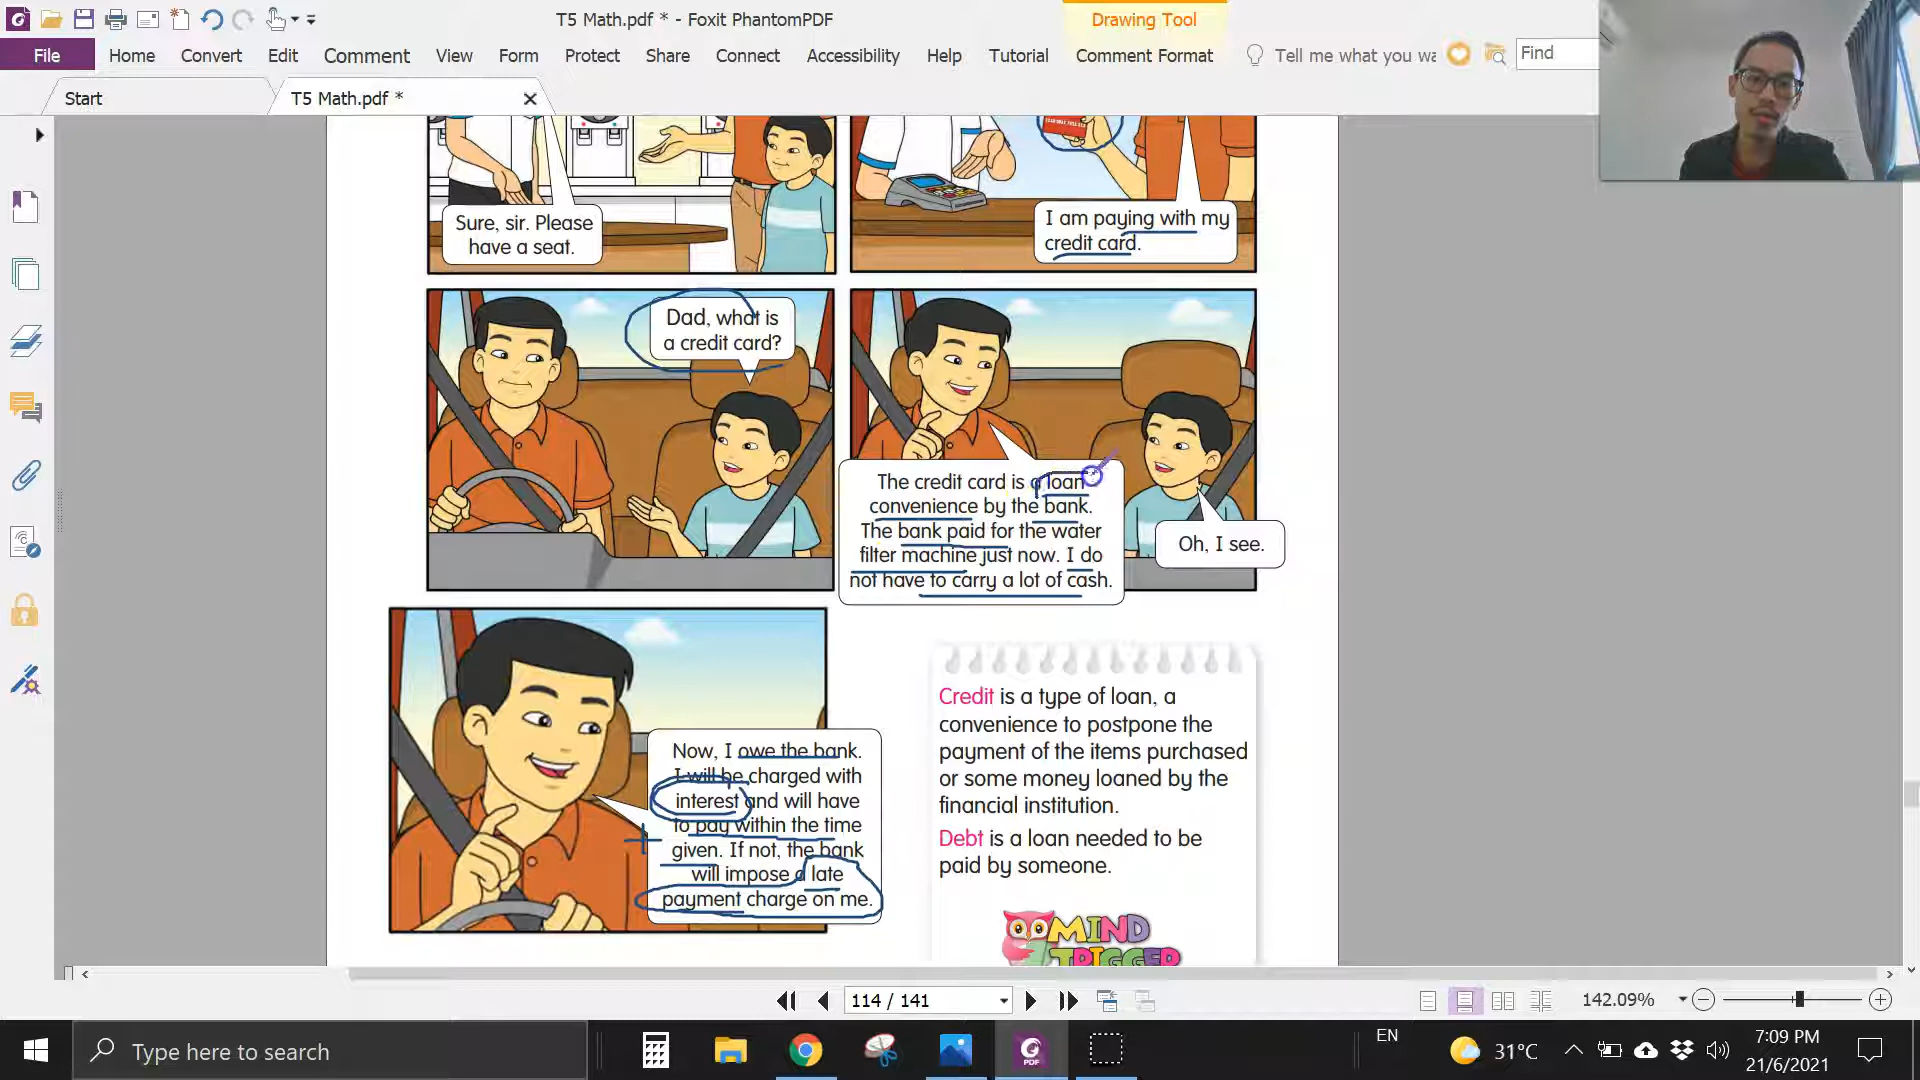 T5 Math.pdf * - Foxit PhantomPDF
Drawing Tool
File
Home
Convert
Edit
Comment
View
Form
Protect
Share
Connect
Accessibility
Help
Tutorial
Comment Format
Tell me what you wa
Find
Start
T5 Math.pdf *
Sure, sir. Please
have a seat.
I am paying with my
credit card.
Dad, what is
a credit card?
The credit card is a loan
convenience by the bank.
The bank paid for the water
filter machine just now. I do
not have to carry a lot of cash.
Oh, I see.
Now, I owe the bank.
I will be charged with
interest and will have
to pay within the time
given. If not, the bank
will impose a late
payment charge on me.
Credit is a type of loan, a
convenience to postpone the
payment of the items purchased
or some money loaned by the
financial institution.
Debt is a loan needed to be
paid by someone.
MIND
TRIGGER
114 / 141
142.09%
Type here to search
PDF
EN
31°C
7:09 PM
21/6/2021